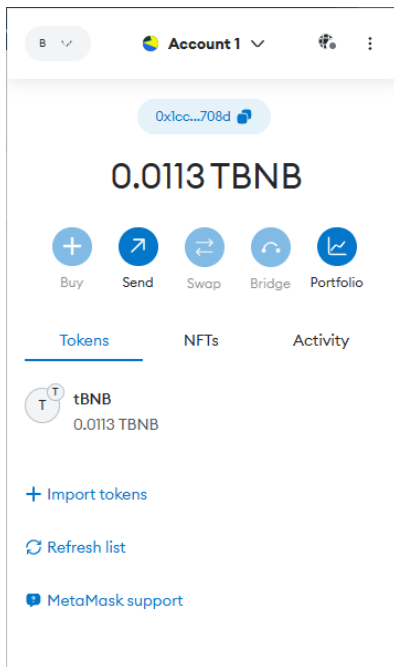 B
Account 1
0x1cc...708d
0.0113 TBNB
Buy
Send
Swap
Bridge
Portfolio
Tokens
NFTs
Activity
T
T
tBNB
0.0113 TBNB
Import tokens
Refresh list
MetaMask support